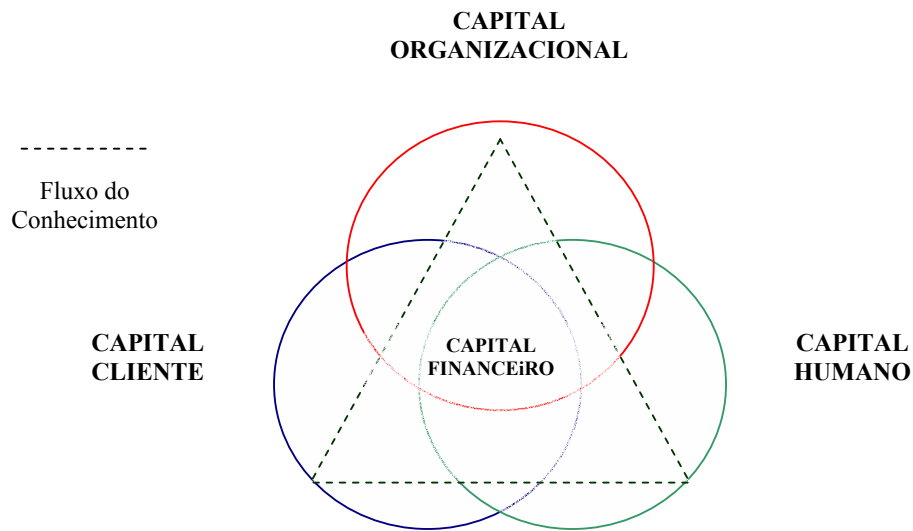 CAPITAL
ORGANIZACIONAL
Fluxo do
Conhecimento
CAPITAL
CLIENTE
CAPITAL
FINANCEiRO
CAPITAL
HUMANO